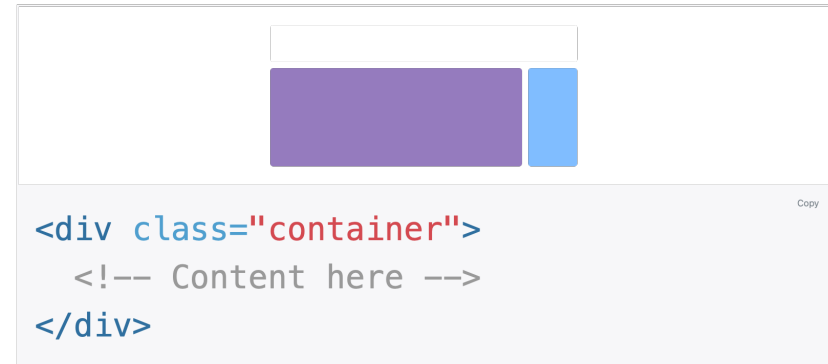 Copy
<div class="container">
  <!-- Content here -->
</div>